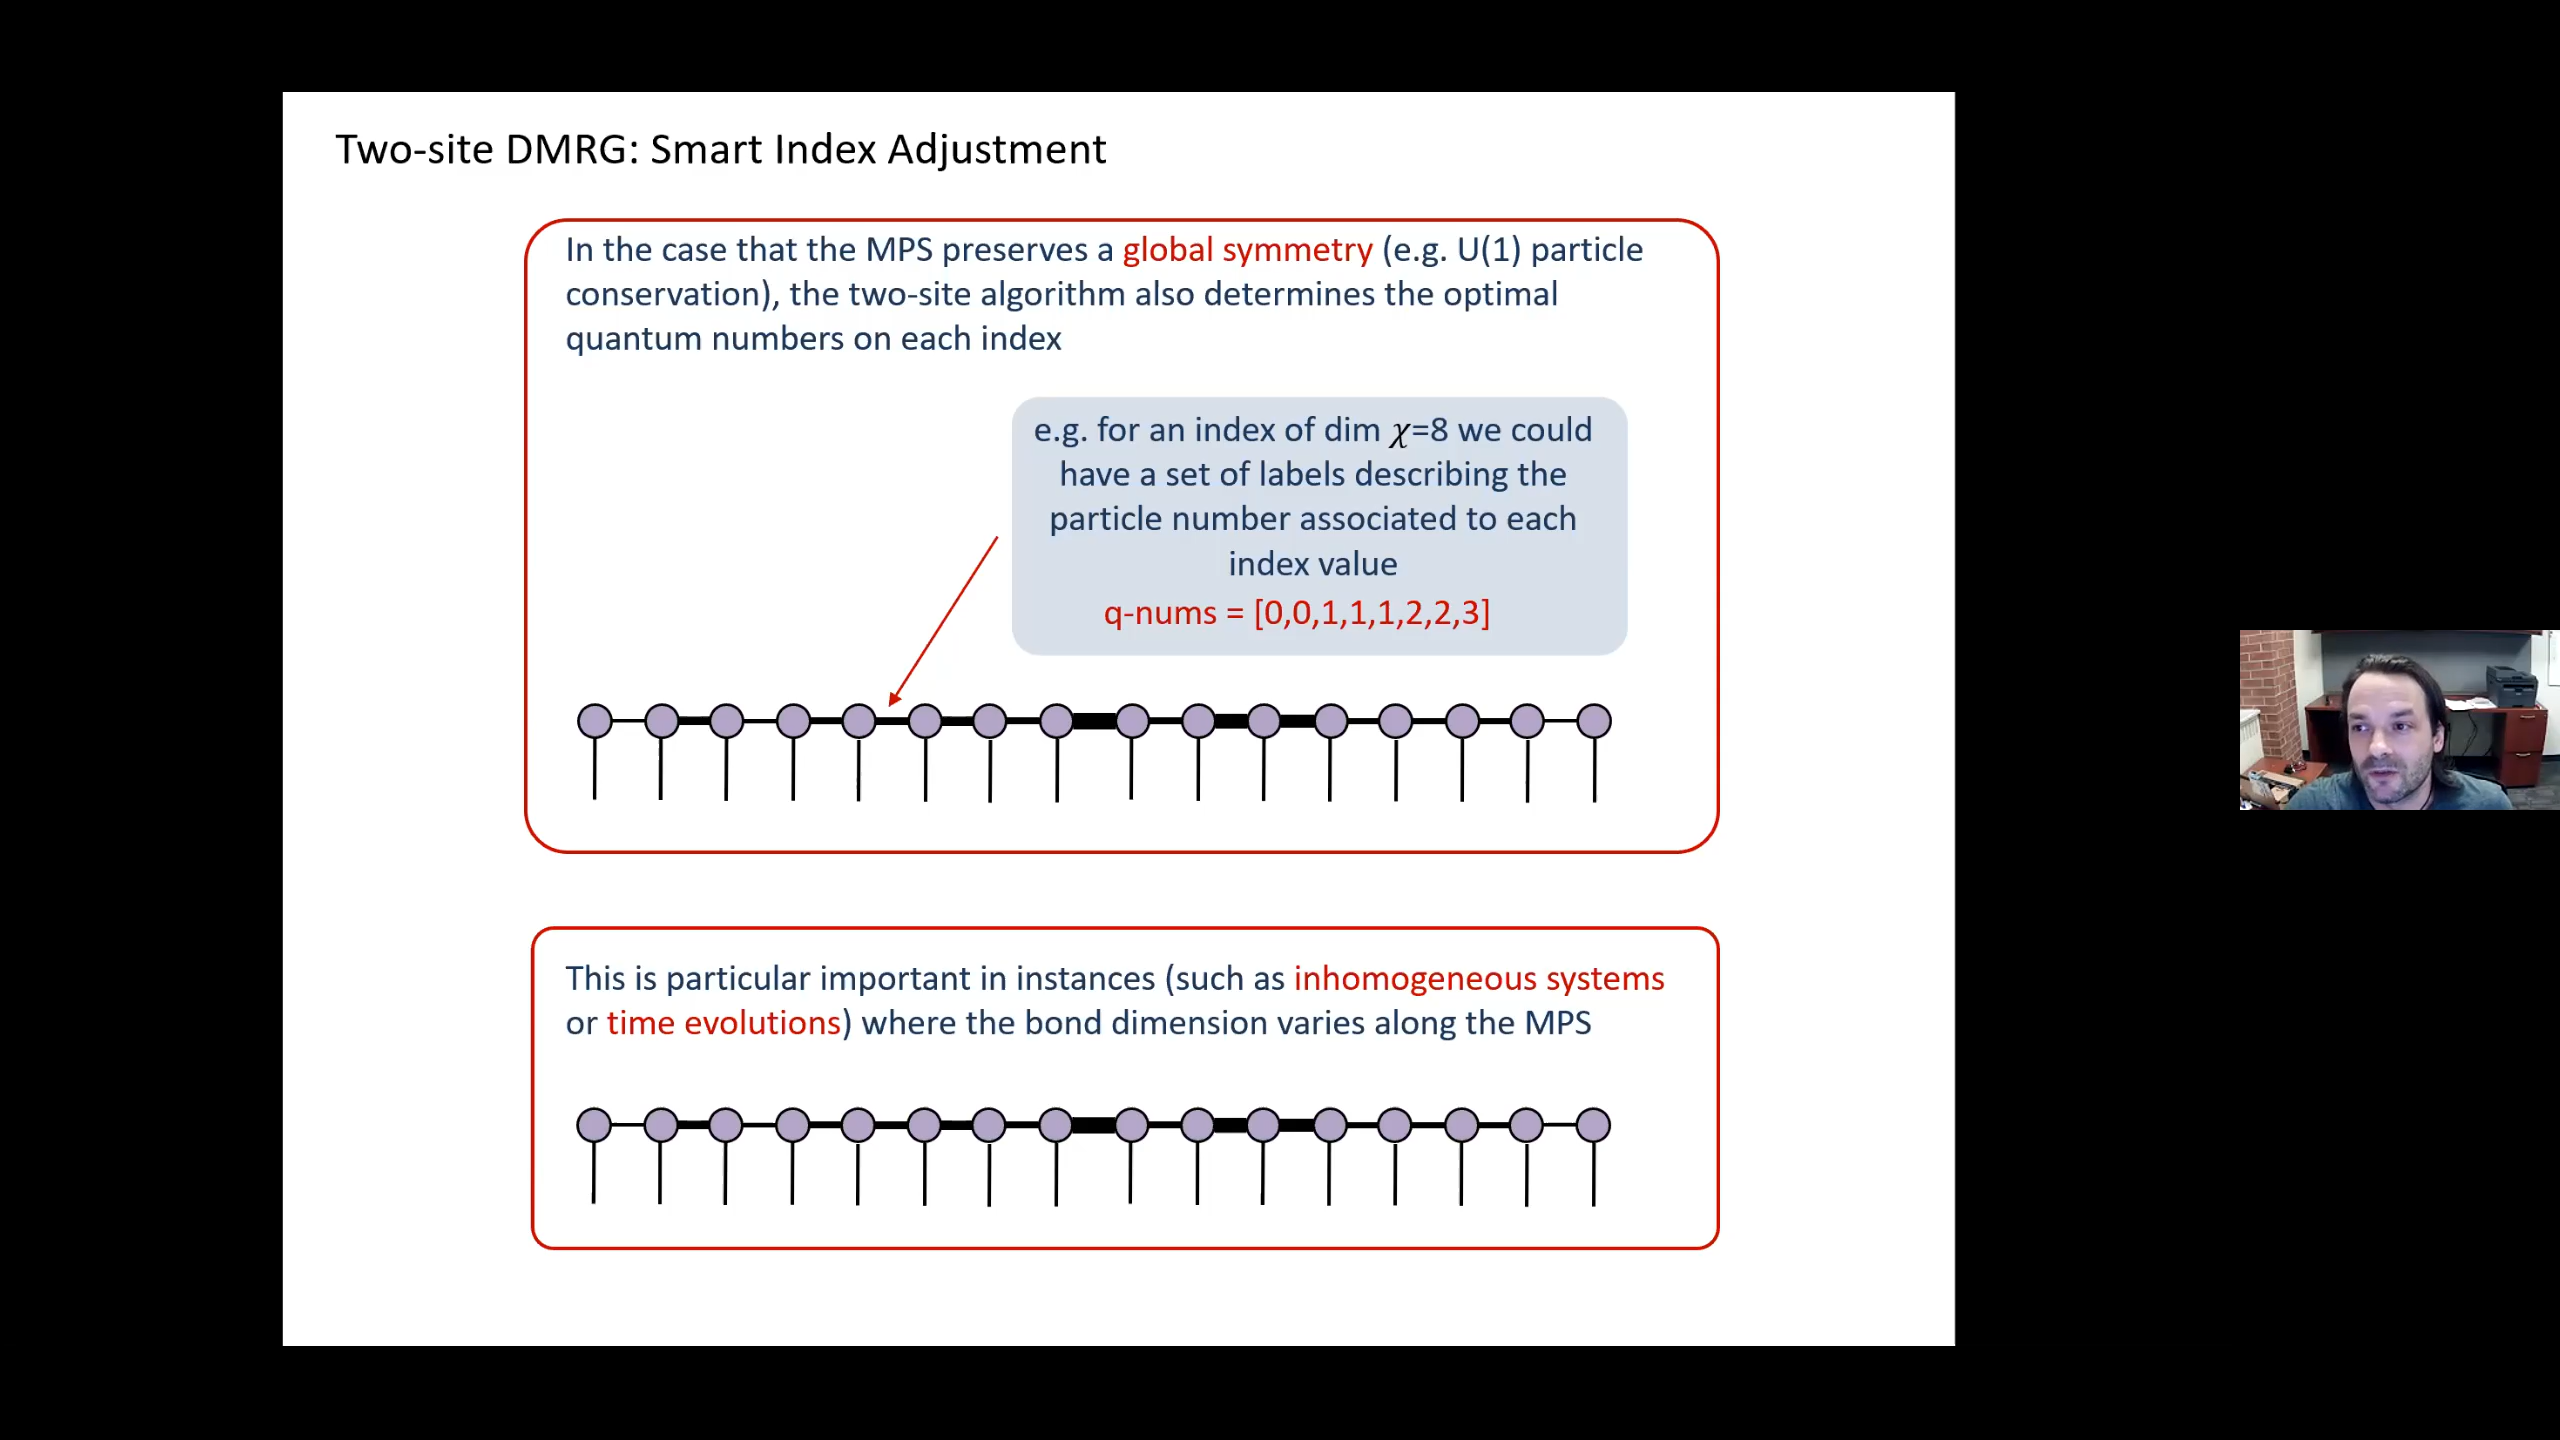 Two-site DMRG: Smart Index Adjustment
In the case that the MPS preserves a global symmetry (e.g. U(1) particle
conservation), the two-site algorithm also determines the optimal
quantum numbers on each index
e.g. for an index of dim χ=8 we could
have a set of labels describing the
particle number associated to each
index value
q-nums = [0,0,1,1,1,2,2,3]
This is particular important in instances (such as inhomogeneous systems
or time evolutions) where the bond dimension varies along the MPS